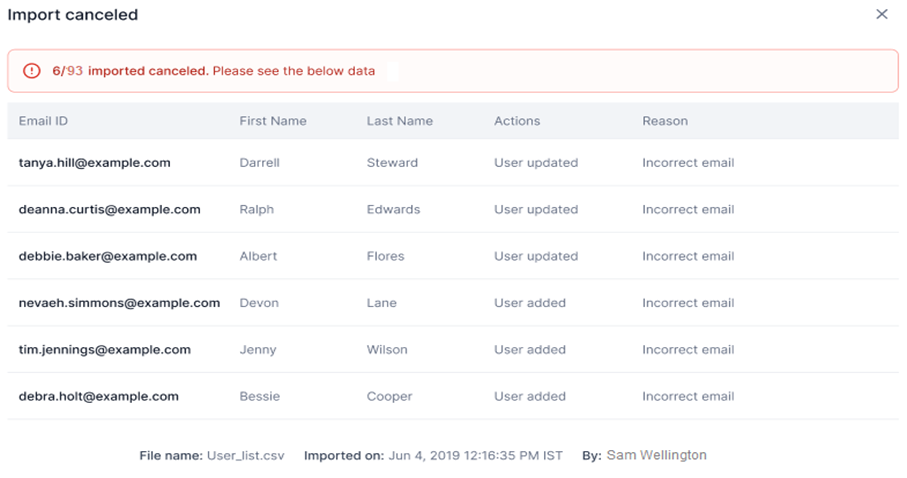 Import canceled
6/93 imported canceled. Please see the below data
Email ID First Name Last Name Actions Reason
tanya.hill@example.com Darrell Steward User updated Incorrect email
deanna.curtis@example.com Ralph Edwards User updated Incorrect email
debbie.baker@example.com Albert Flores User updated Incorrect email
nevaeh.simmons@example.com Devon Lane User added Incorrect email
tim.jennings@example.com Jenny Wilson User added Incorrect email
debra.holt@example.com Bessie Cooper User added Incorrect email
File name: User_list.csv Imported on: Jun 4, 2019 12:16:35 PM IST By: Sam Wellington